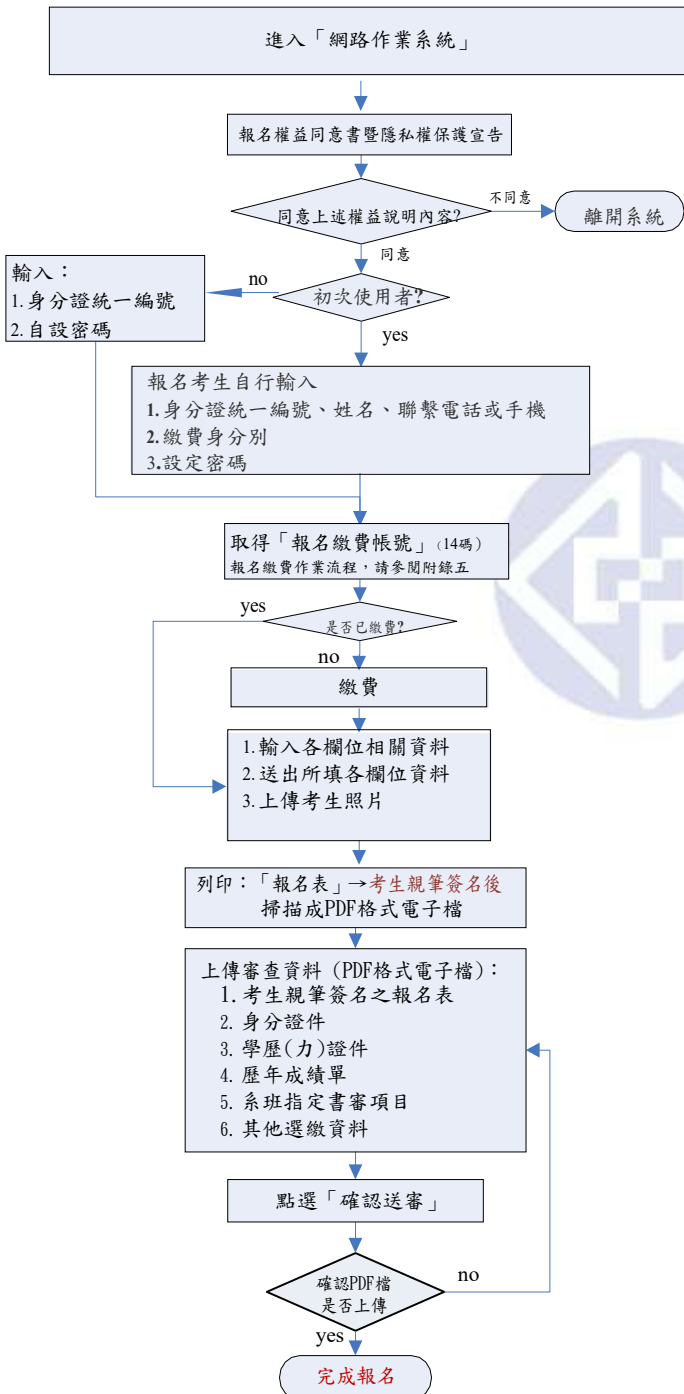 進入「網路作業系統」
報名權益同意書暨隱私權保護宣告
同意上述權益說明內容?
不同意
離開系統
同意
初次使用者?
no
輸入：
1.身分證統一編號
2.自設密碼
yes
報名考生自行輸入
1.身分證統一編號、姓名、聯繫電話或手機
2.繳費身分別
3.設定密碼
取得「報名繳費帳號」(14碼)
報名繳費作業流程，請參閱附錄五
yes
是否已繳費?
no
繳費
1.輸入各欄位相關資料
2.送出所填各欄位資料
3.上傳考生照片
列印：「報名表」→考生親筆簽名後
掃描成PDF格式電子檔
上傳審查資料 (PDF格式電子檔)：
1.考生親筆簽名之報名表
2.身分證件
3.學歷(力)證件
4.歷年成績單
5.系班指定書審項目
6.其他選繳資料
點選「確認送審」
確認PDF檔
是否上傳
no
yes
完成報名